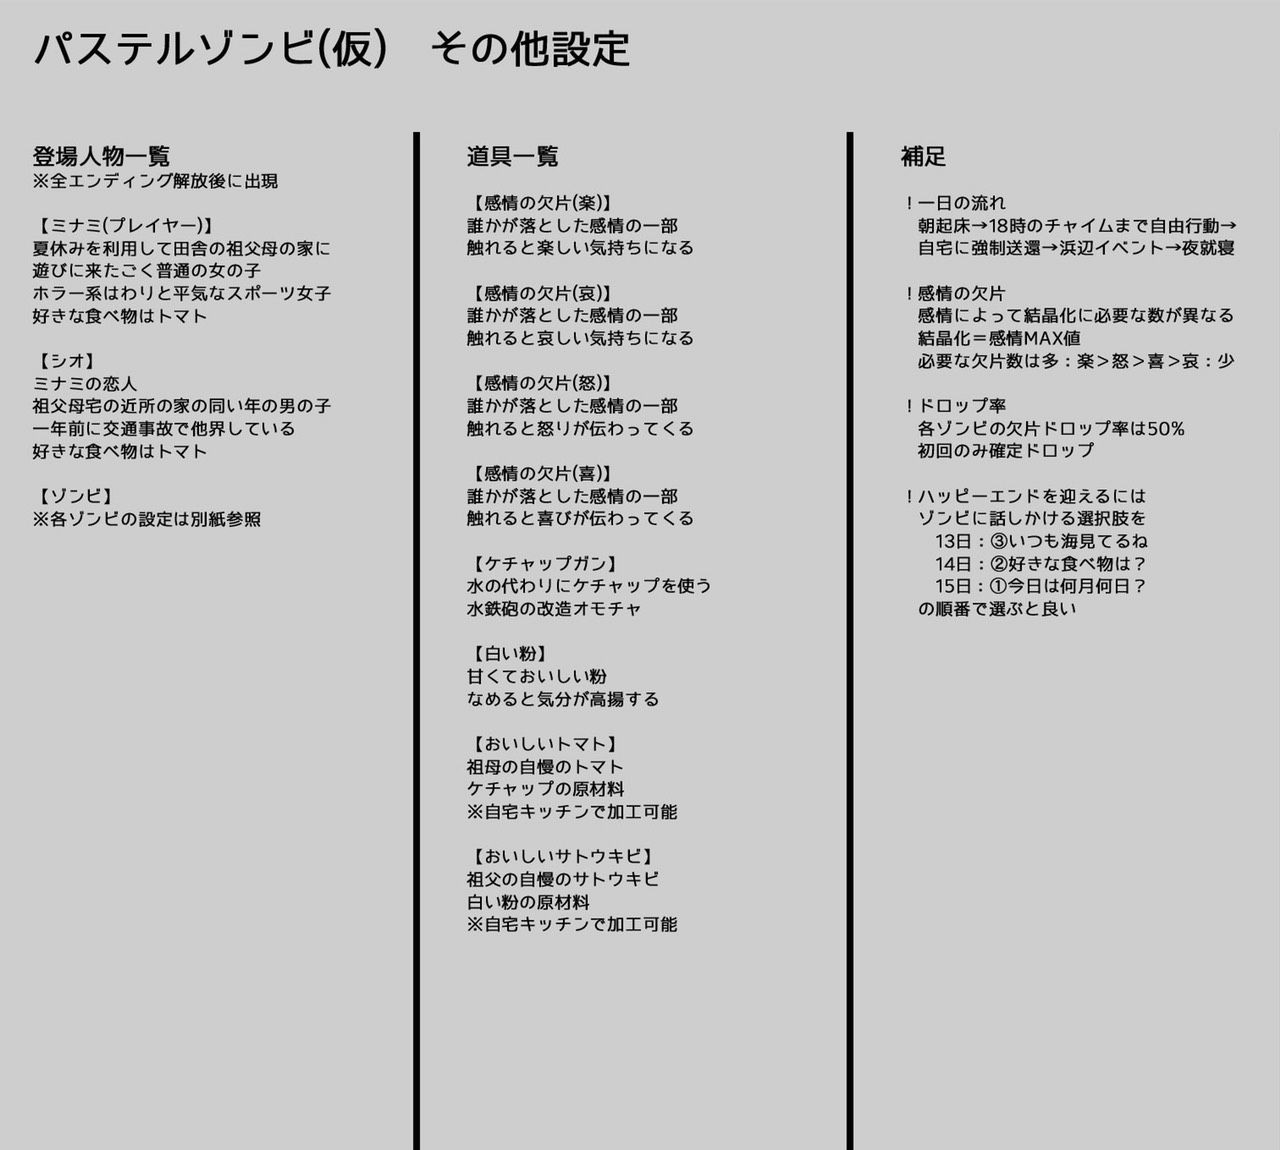 パステルゾンビ(仮)　その他設定
登場人物一覧
※全エンディング解放後に出現
【ミナミ(プレイヤー)】
夏休みを利用して田舎の祖父母の家に
遊びに来たごく普通の女の子
ホラー系はわりと平気なスポーツ女子
好きな食べ物はトマト
【シオ】
ミナミの恋人
祖父母宅の近所の家の同い年の男の子
一年前に交通事故で他界している
好きな食べ物はトマト
【ゾンビ】
※各ゾンビの設定は別紙参照
道具一覧
【感情の欠片(楽)】
誰かが落とした感情の一部
触れると楽しい気持ちになる
【感情の欠片(哀)】
誰かが落とした感情の一部
触れると哀しい気持ちになる
【感情の欠片(怒)】
誰かが落とした感情の一部
触れると怒りが伝わってくる
【感情の欠片(喜)】
誰かが落とした感情の一部
触れると喜びが伝わってくる
【ケチャップガン】
水の代わりにケチャップを使う
水鉄砲の改造オモチャ
【白い粉】
甘くておいしい粉
なめると気分が高揚する
【おいしいトマト】
祖母の自慢のトマト
ケチャップの原材料
※自宅キッチンで加工可能
【おいしいサトウキビ】
祖父の自慢のサトウキビ
白い粉の原材料
※自宅キッチンで加工可能
補足
！一日の流れ
朝起床→18時のチャイムまで自由行動→
自宅に強制送還→浜辺イベント→夜就寝
！感情の欠片
感情によって結晶化に必要な数が異なる
結晶化＝感情MAX値
必要な欠片数は多：楽＞怒＞喜＞哀：少
！ドロップ率
各ゾンビの欠片ドロップ率は50%
初回のみ確定ドロップ
！ハッピーエンドを迎えるには
ゾンビに話しかける選択肢を
13日：③いつも海見てるね
14日：②好きな食べ物は？
15日：①今日は何月何日？
の順番で選ぶと良い